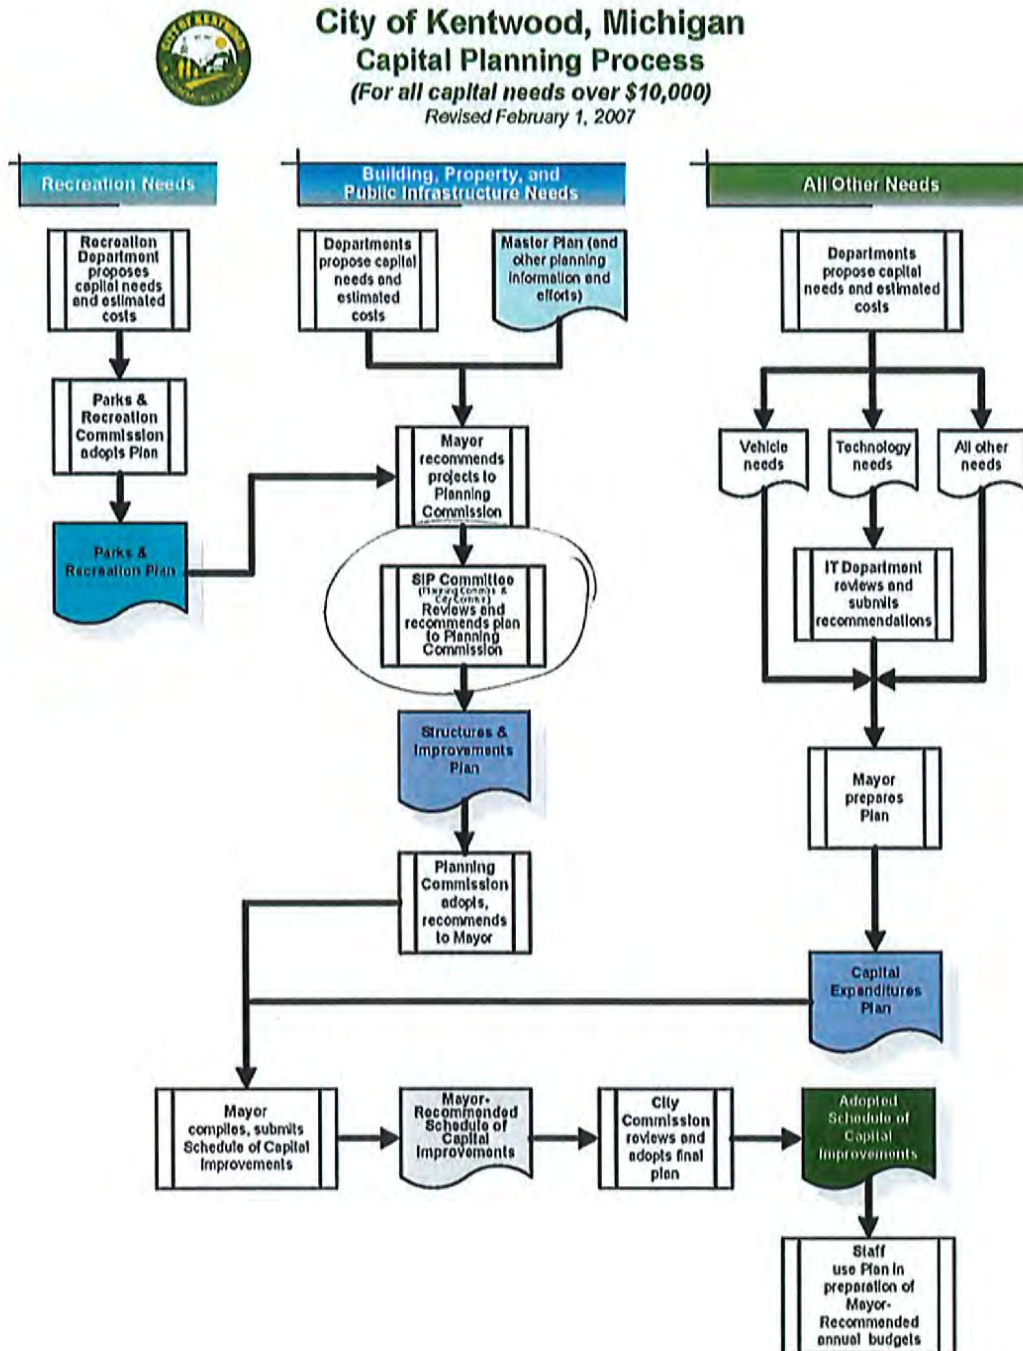 CITY OF KENTWOOD
City of Kentwood, Michigan
Capital Planning Process
(For all capital needs over $10,000)
Revised February 1, 2007
Recreation Needs
Building, Property, and
Public Infrastructure Needs
All Other Needs
Recreation
Department
proposes
capital needs
and estimated
costs
Parks &
Recreation
Commission
adopts Plan
Parks &
Recreation Plan
Departments
propose capital
needs and
estimated
costs
Master Plan (and
other planning
information and
efforts)
Mayor
recommends
projects to
Planning
Commission
SIP Committee
(Planning Commis &
City Commis)
Reviews and
recommends plan
to Planning
Commission
Structures &
Improvements
Plan
Planning
Commission
adopts,
recommends
to Mayor
Departments
propose capital
needs and estimated
costs
Vehicle
needs
Technology
needs
All other
needs
IT Department
reviews and
submits
recommendations
Mayor
prepares
Plan
Capital
Expenditures
Plan
Mayor
compiles, submits
Schedule of Capital
Improvements
Mayor-
Recommended
Schedule of
Capital
Improvements
City
Commission
reviews and
adopts final
plan
Adopted
Schedule of
Capital
Improvements
Staff
use Plan in
preparation of
Mayor-
Recommended
annual budgets